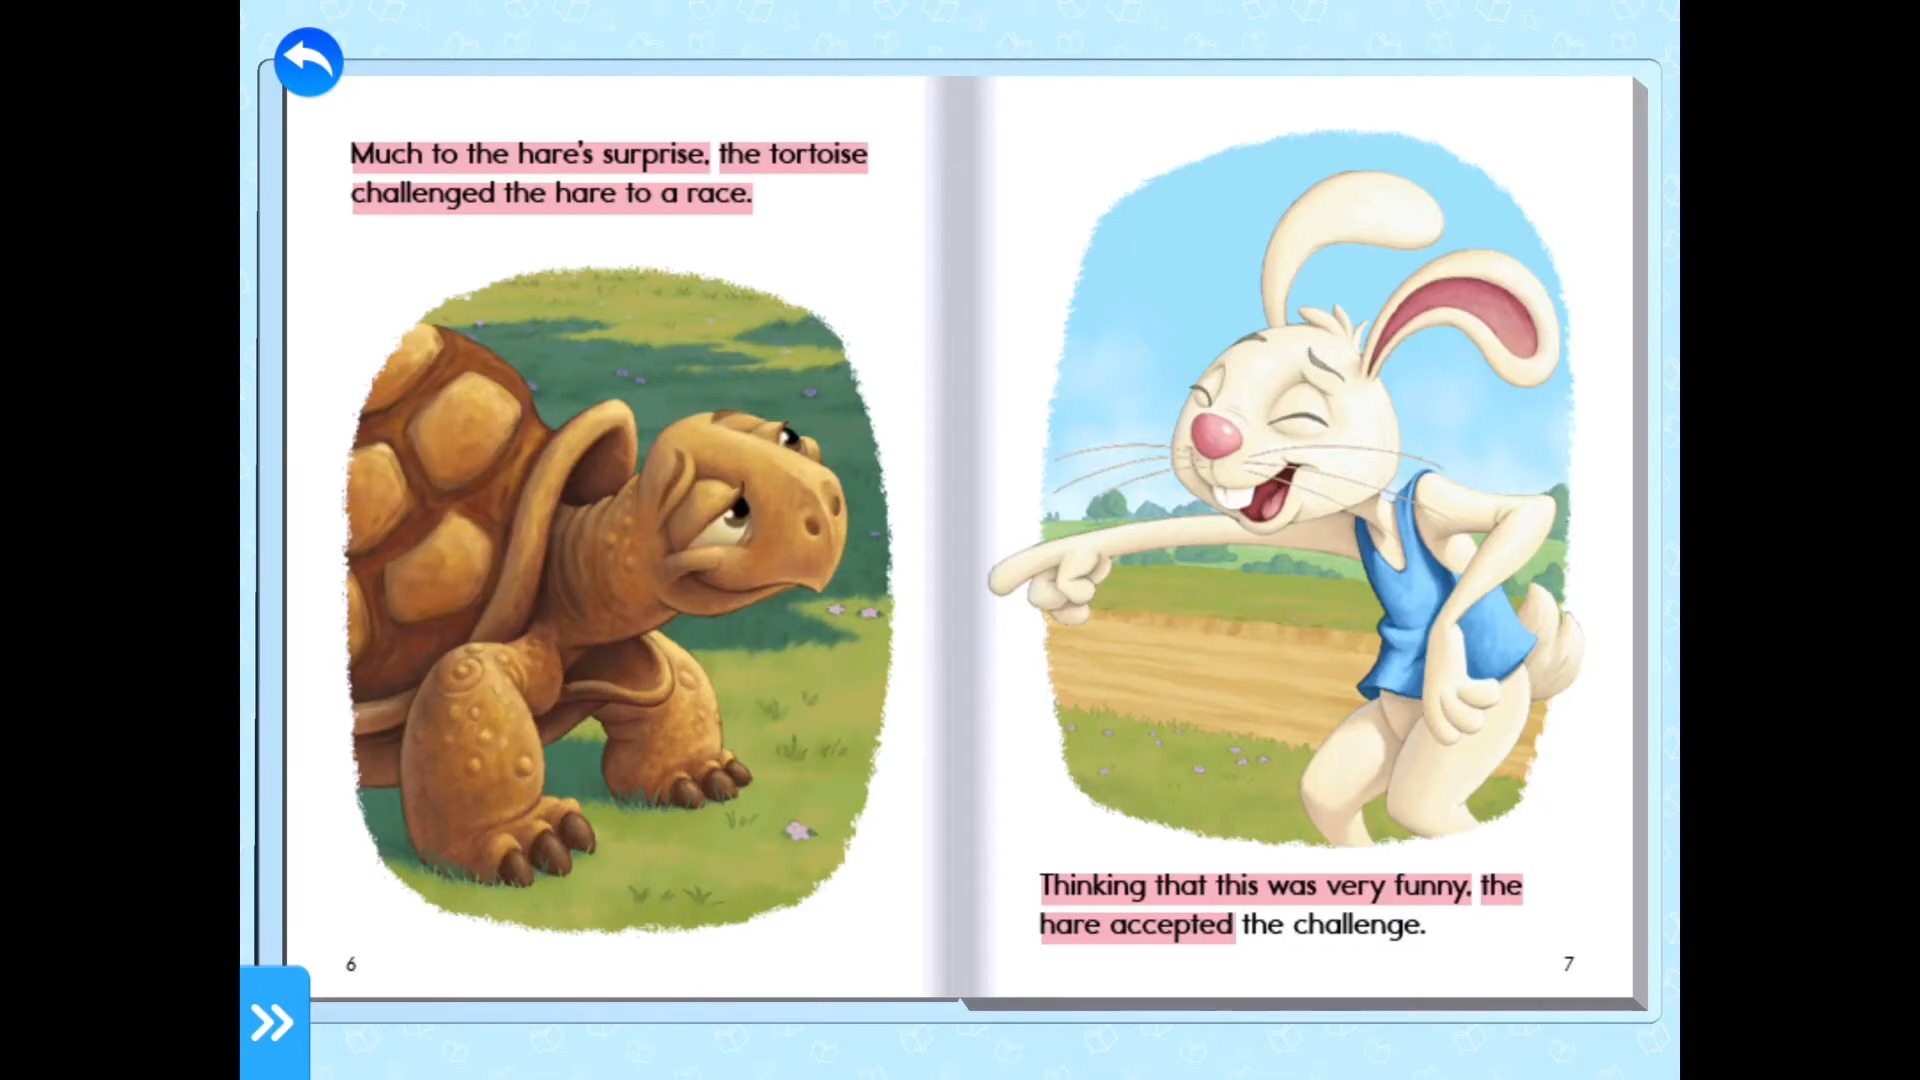 Much to the hare's surprise, the tortoise
challenged the hare to a race.
6
Thinking that this was very funny, the
hare accepted the challenge.
7